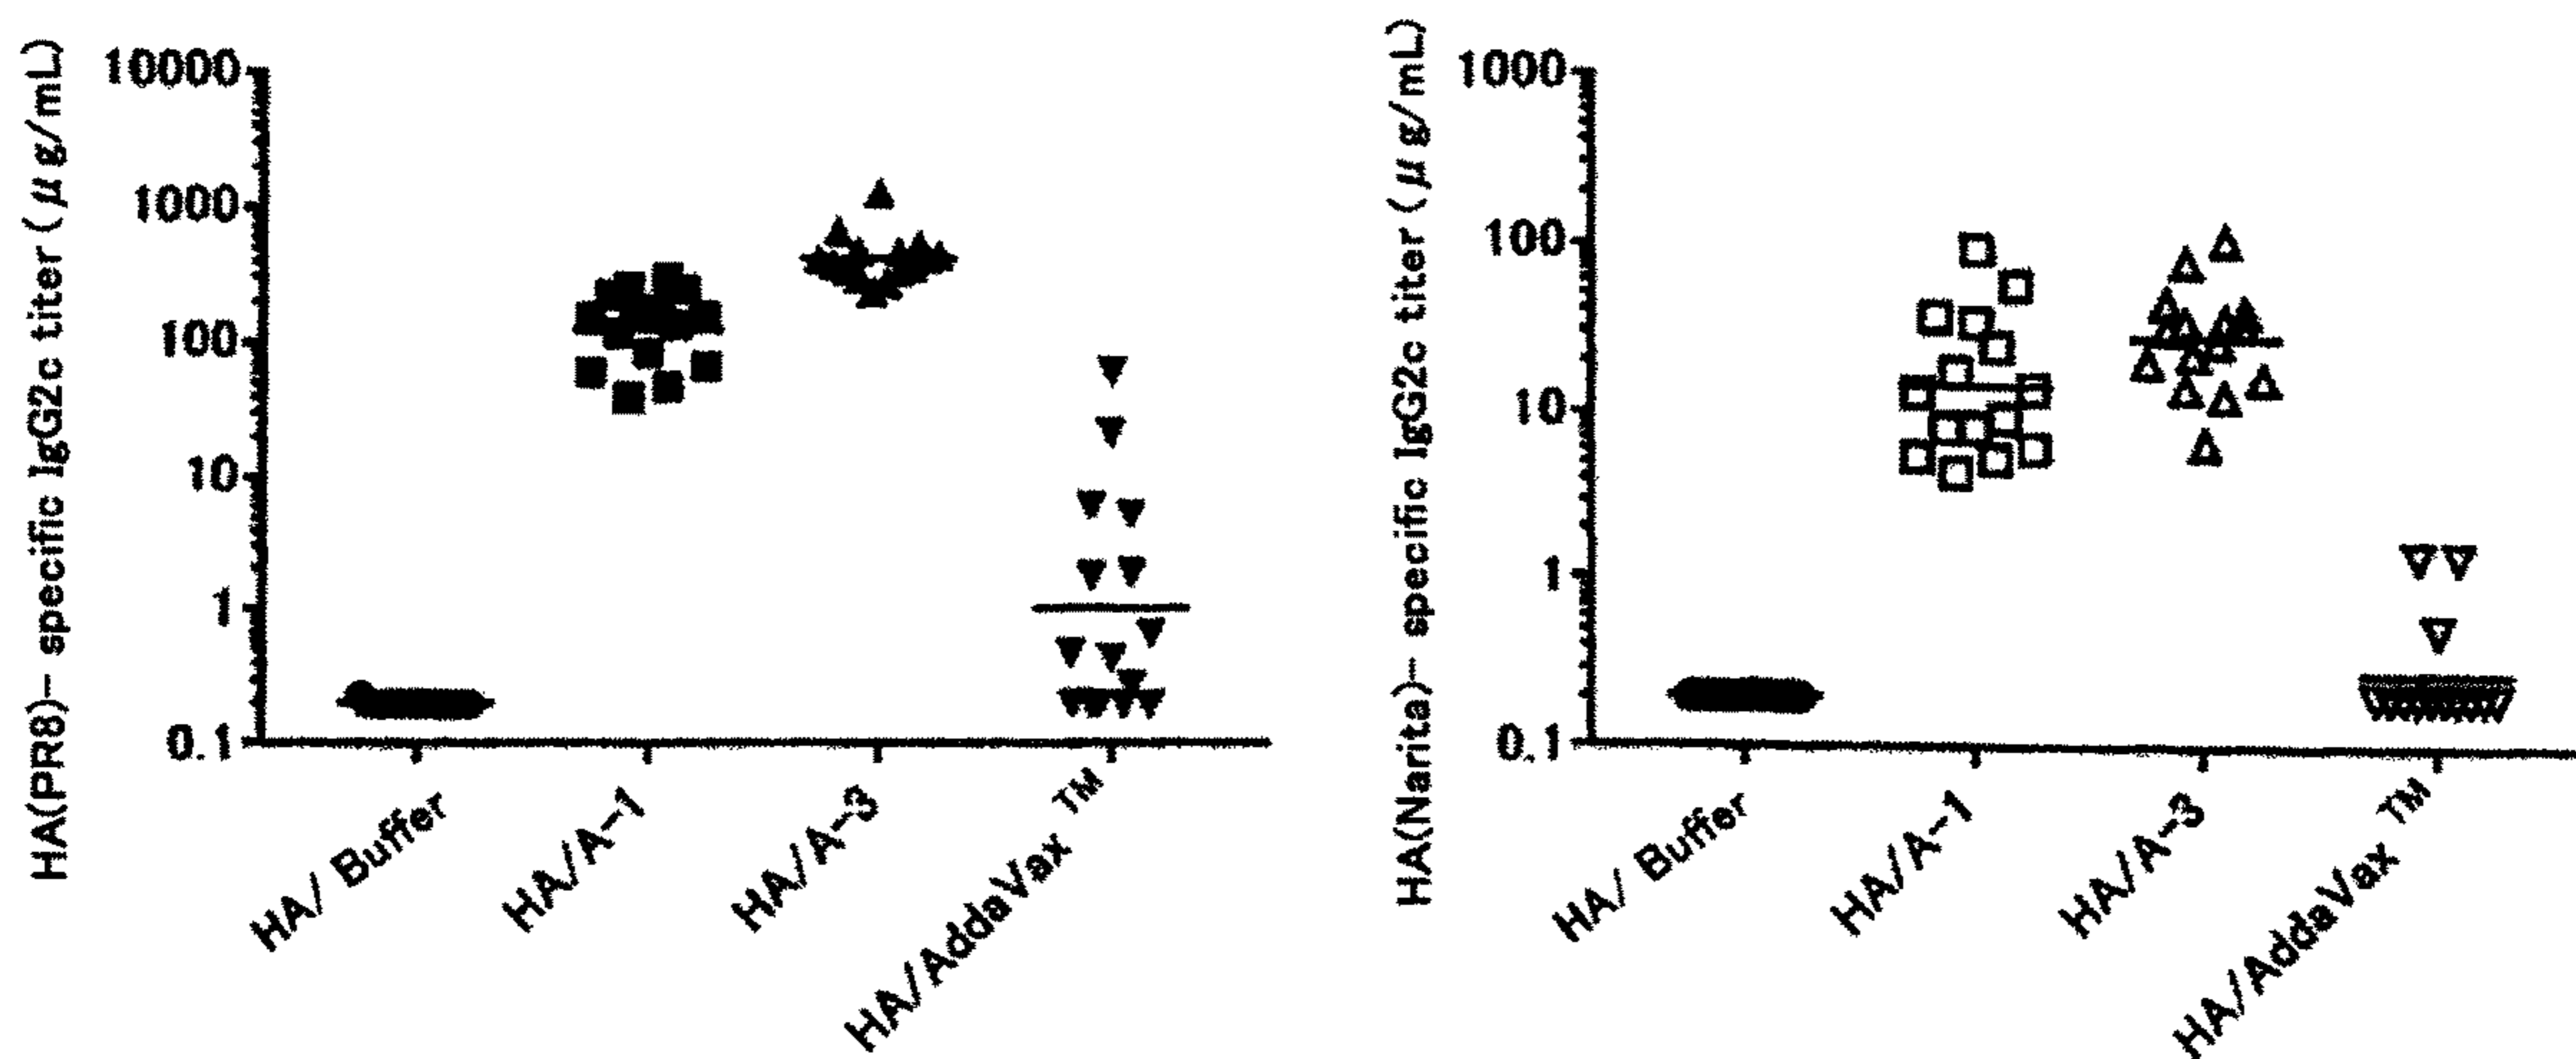 HA(PR8)- specific IgG2c titer (μg/mL)
10000
1000
100
10
1
0.1
HA/ Buffer
HA/A-1
HA/A-3
HA/AddaVax TM
HA(Narita)- specific IgG2c titer (μg/mL)
1000
100
10
1
0.1
HA/ Buffer
HA/A-1
HA/A-3
HA/AddaVax TM